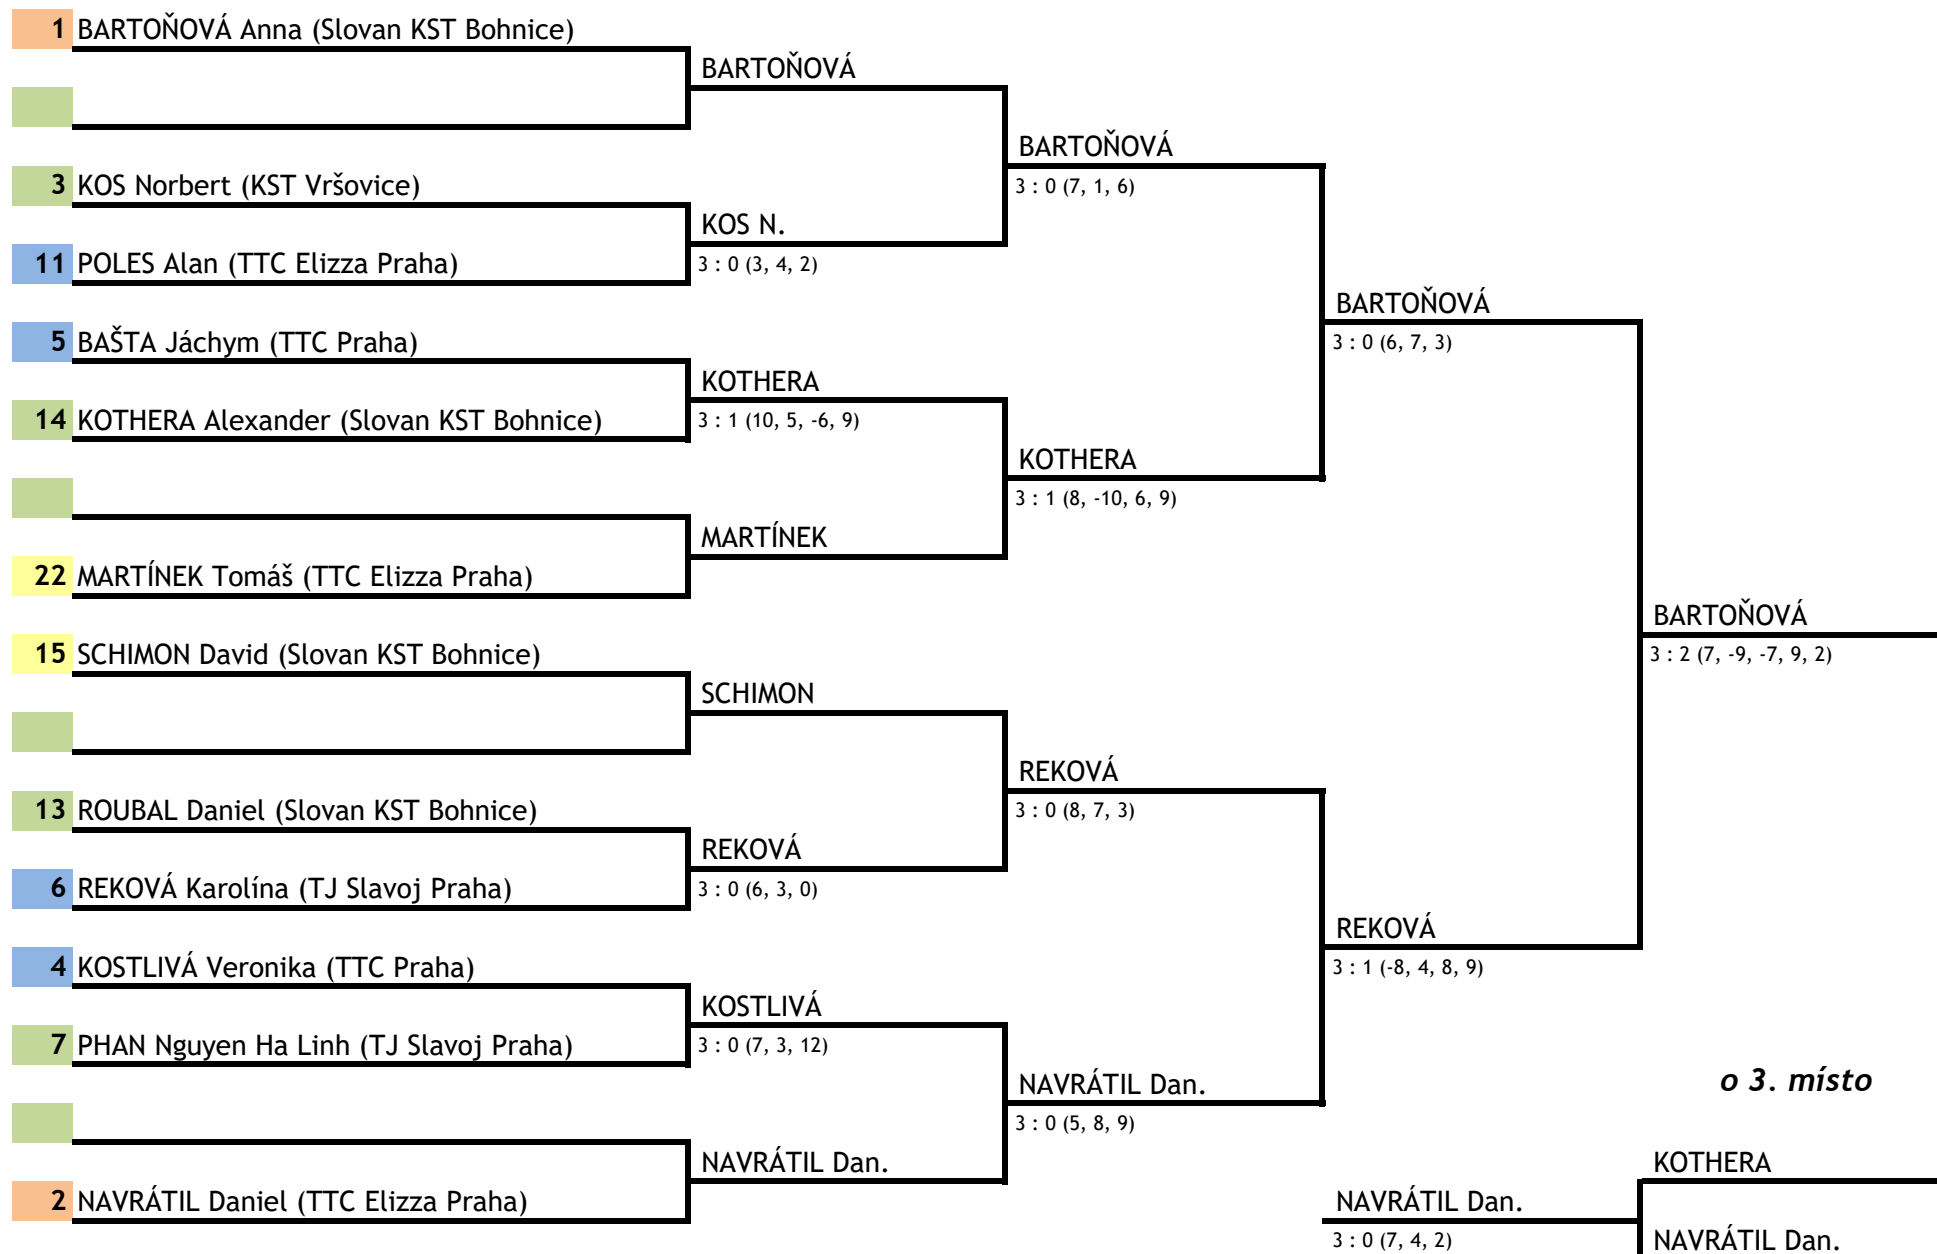 1 BARTOŇOVÁ Anna (Slovan KST Bohnice)
BARTOŇOVÁ
BARTOŇOVÁ
3 KOS Norbert (KST Vršovice)
3 : 0 (7, 1, 6)
KOS N.
11 POLES Alan (TTC Elizza Praha)
3 : 0 (3, 4, 2)
BARTOŇOVÁ
5 BAŠTA Jáchym (TTC Praha)
3 : 0 (6, 7, 3)
KOTHERA
14 KOTHERA Alexander (Slovan KST Bohnice)
3 : 1 (10, 5, -6, 9)
KOTHERA
3 : 1 (8, -10, 6, 9)
MARTÍNEK
22 MARTÍNEK Tomáš (TTC Elizza Praha)
BARTOŇOVÁ
15 SCHIMON David (Slovan KST Bohnice)
3 : 2 (7, -9, -7, 9, 2)
SCHIMON
REKOVÁ
13 ROUBAL Daniel (Slovan KST Bohnice)
3 : 0 (8, 7, 3)
REKOVÁ
6 REKOVÁ Karolína (TJ Slavoj Praha)
3 : 0 (6, 3, 0)
REKOVÁ
4 KOSTLIVÁ Veronika (TTC Praha)
3 : 1 (-8, 4, 8, 9)
KOSTLIVÁ
7 PHAN Nguyen Ha Linh (TJ Slavoj Praha)
3 : 0 (7, 3, 12)
NAVRÁTIL Dan.
o 3. místo
3 : 0 (5, 8, 9)
NAVRÁTIL Dan.
KOTHERA
2 NAVRÁTIL Daniel (TTC Elizza Praha)
NAVRÁTIL Dan.
3 : 0 (7, 4, 2)
NAVRÁTIL Dan.